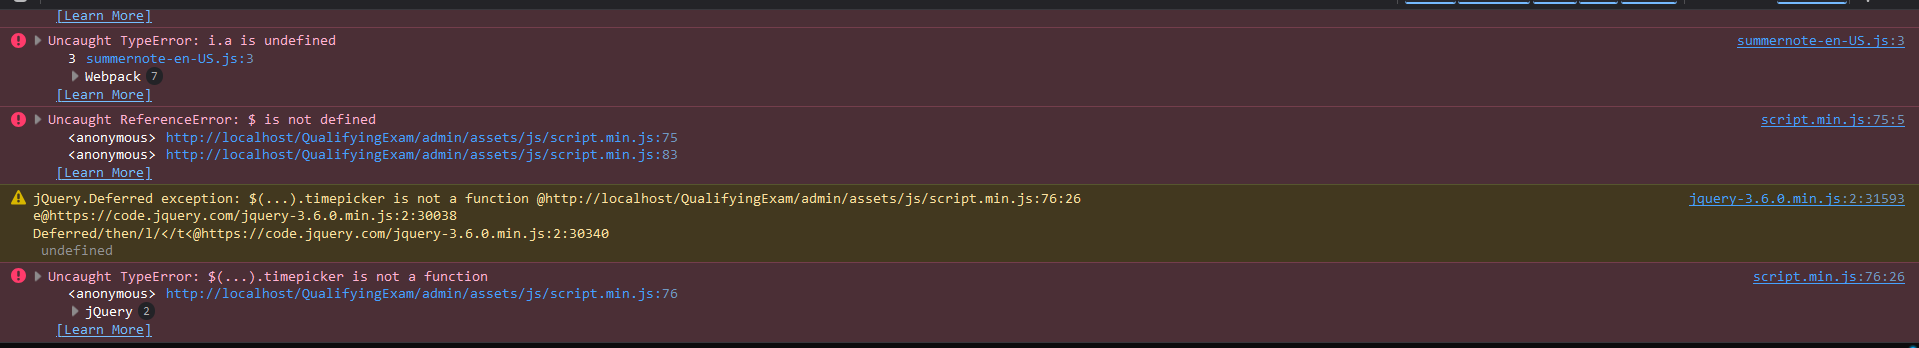 [Learn More]
Uncaught TypeError: i.a is undefined summernote-en-US.js:3
3 summernote-en-US.js:3
Webpack 7
[Learn More]
Uncaught ReferenceError: $ is not defined script.min.js:75:5
<anonymous> http://localhost/QualifyingExam/admin/assets/js/script.min.js:75
<anonymous> http://localhost/QualifyingExam/admin/assets/js/script.min.js:83
[Learn More]
jQuery.Deferred exception: $(...).timepicker is not a function @http://localhost/QualifyingExam/admin/assets/js/script.min.js:76:26 jquery-3.6.0.min.js:2:31593
e@https://code.jquery.com/jquery-3.6.0.min.js:2:30038
Deferred/then/l/</t<@https://code.jquery.com/jquery-3.6.0.min.js:2:30340
undefined
Uncaught TypeError: $(...).timepicker is not a function script.min.js:76:26
<anonymous> http://localhost/QualifyingExam/admin/assets/js/script.min.js:76
jQuery 2
[Learn More]